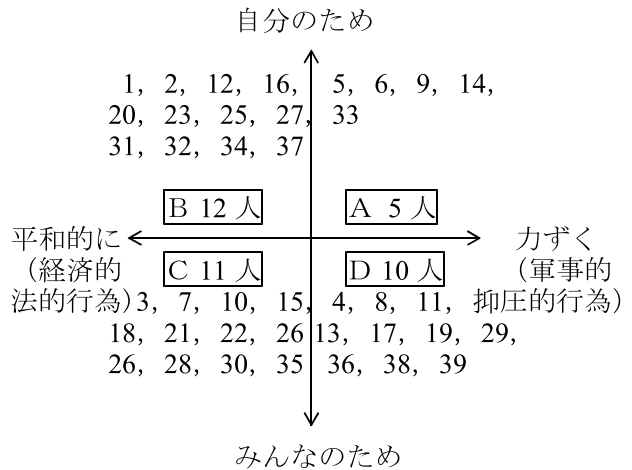 自分のため
1, 2, 12, 16, 5, 6, 9, 14,
20, 23, 25, 27, 33
31, 32, 34, 37
B 12 人 A 5 人
平和的に 力ずく
（経済的 C 11 人 D 10 人 （軍事的
法的行為） 3, 7, 10, 15, 4, 8, 11, 抑圧的行為）
18, 21, 22, 26 13, 17, 19, 29,
26, 28, 30, 35 36, 38, 39
みんなのため